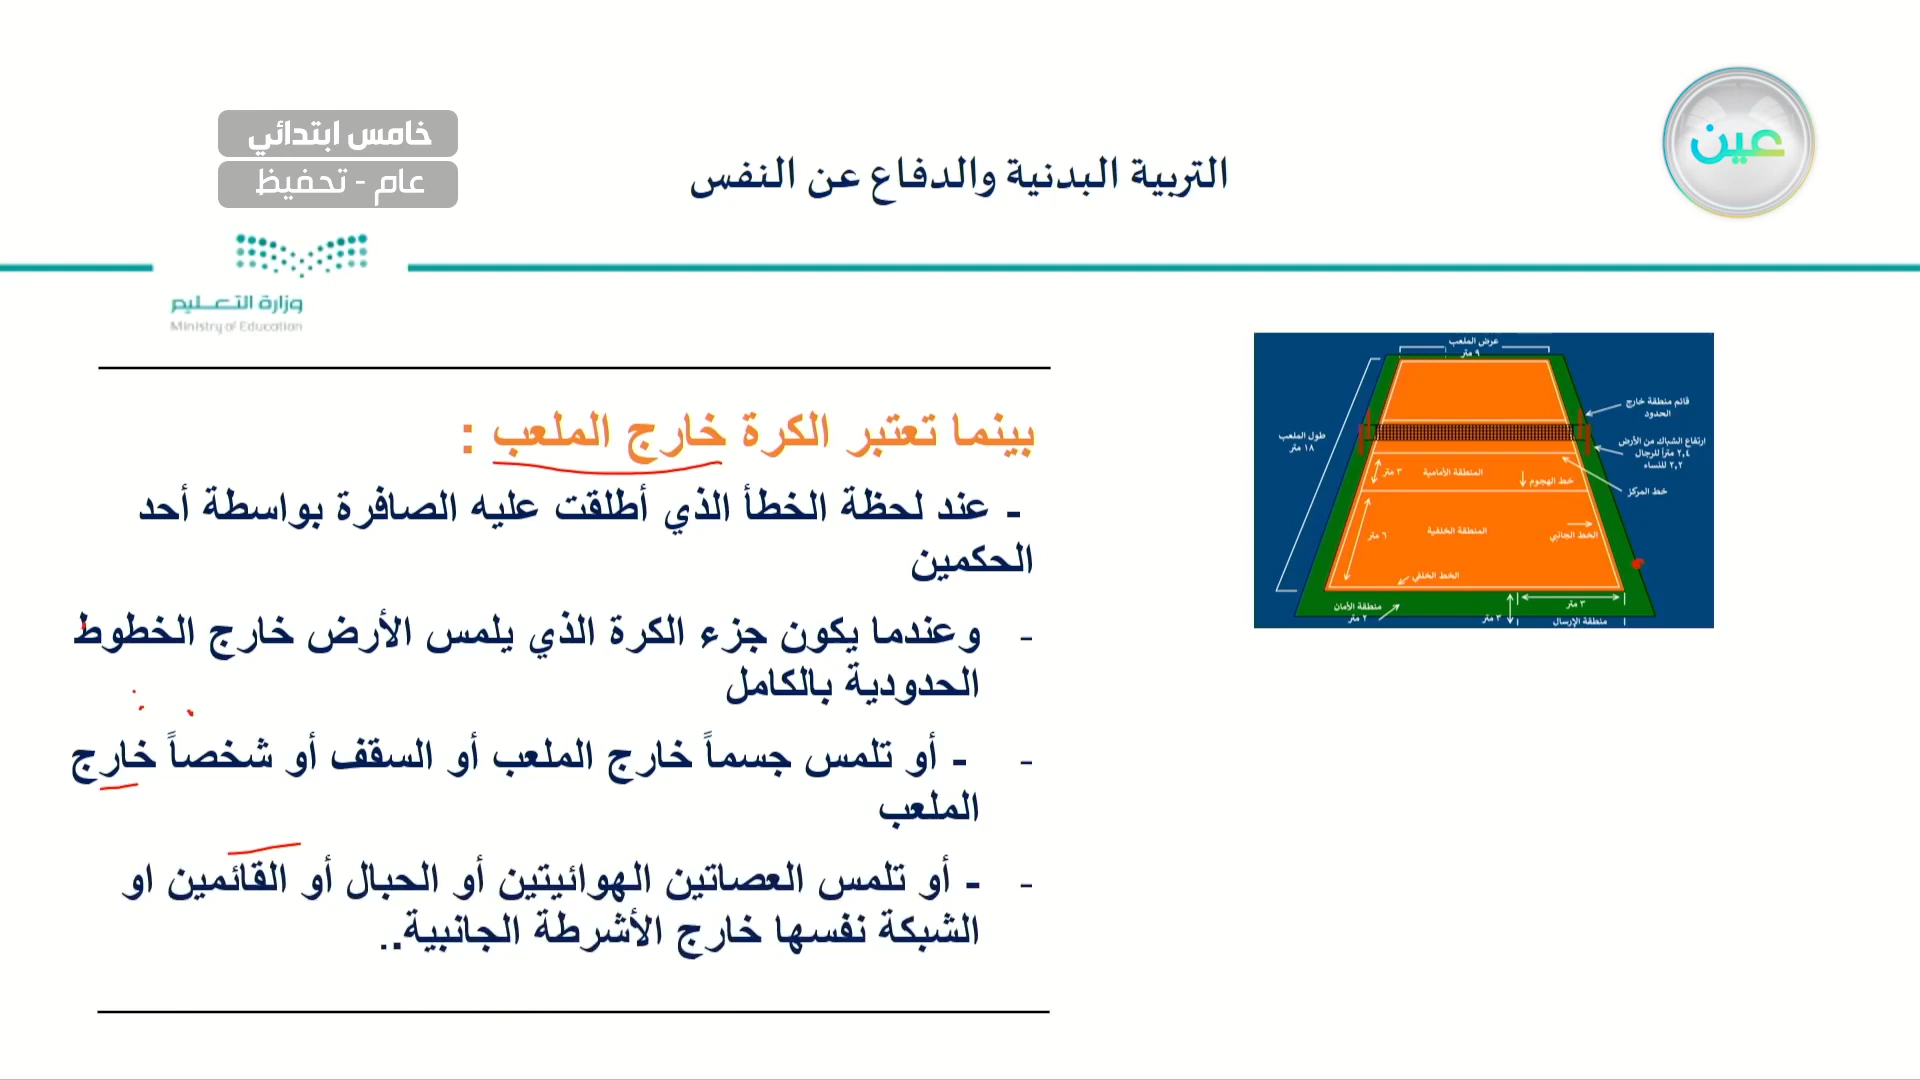 خامس ابتدائي
عام - تحفيظ
التربية البدنية والدفاع عن النفس
عين
وزارة التعليم
Ministry of Education
بينما تعتبر الكرة خارج الملعب :
- عند لحظة الخطأ الذي أطلقت عليه الصافرة بواسطة أحد
الحكمين
- وعندما يكون جزء الكرة الذي يلمس الأرض خارج الخطوط
الحدودية بالكامل
- - أو تلمس جسماً خارج الملعب أو السقف أو شخصاً خارج
الملعب
- - أو تلمس العصاتين الهوائيتين أو الحبال أو القائمين او
الشبكة نفسها خارج الأشرطة الجانبية..
عرض الملعب
٩ متر
قائم منطقة خارج
الحدود
طول الملعب
١٨ متر
ارتفاع الشباك من الأرض
٢,٤ متراً للرجال
٢,٢ للنساء
خط المركز
المنطقة الأمامية
٣ متر
خط الهجوم
المنطقة الخلفية
٦ متر
الخط الجانبي
الخط الخلفي
منطقة الأمان
٢ متر
٣ متر
٣ متر
منطقة الإرسال